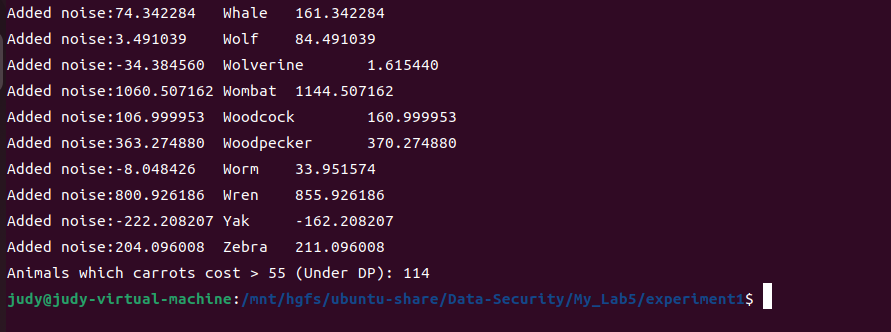 Added noise:74.342284 Whale 161.342284
Added noise:3.491039 Wolf 84.491039
Added noise:-34.384560 Wolverine 1.615440
Added noise:1060.507162 Wombat 1144.507162
Added noise:106.999953 Woodcock 160.999953
Added noise:363.274880 Woodpecker 370.274880
Added noise:-8.048426 Worm 33.951574
Added noise:800.926186 Wren 855.926186
Added noise:-222.208207 Yak -162.208207
Added noise:204.096008 Zebra 211.096008
Animals which carrots cost > 55 (Under DP): 114
judy@judy-virtual-machine:/mnt/hgfs/ubuntu-share/Data-Security/My_Lab5/experiment1$